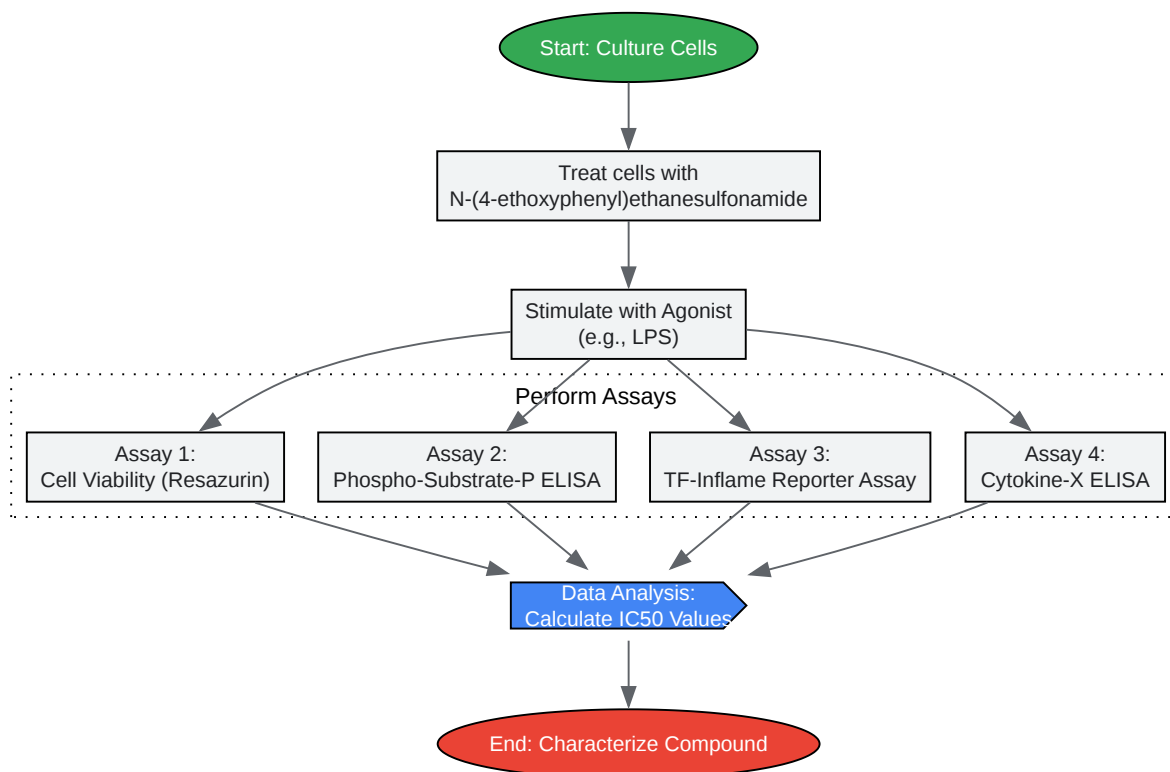 Start: Culture Cells
Treat cells with
N-(4-ethoxyphenyl)ethanesulfonamide
Stimulate with Agonist
(e.g., LPS)
Perform Assays
Assay 1:
Cell Viability (Resazurin)
Assay 2:
Phospho-Substrate-P ELISA
Assay 3:
TF-Inflame Reporter Assay
Assay 4:
Cytokine-X ELISA
Data Analysis:
Calculate IC50 Values
End: Characterize Compound